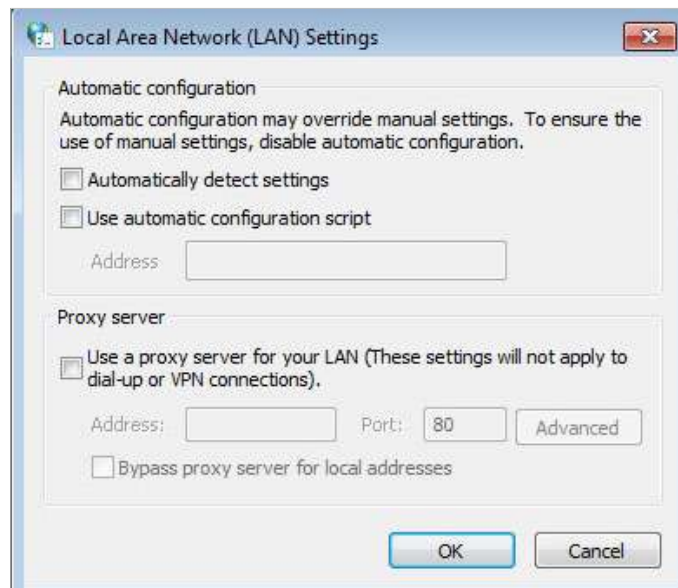 Local Area Network (LAN) Settings
Automatic configuration
Automatic configuration may override manual settings. To ensure the
use of manual settings, disable automatic configuration.
Automatically detect settings
Use automatic configuration script
Address
Proxy server
Use a proxy server for your LAN (These settings will not apply to
dial-up or VPN connections).
Address: Port: 80 Advanced
Bypass proxy server for local addresses
OK Cancel